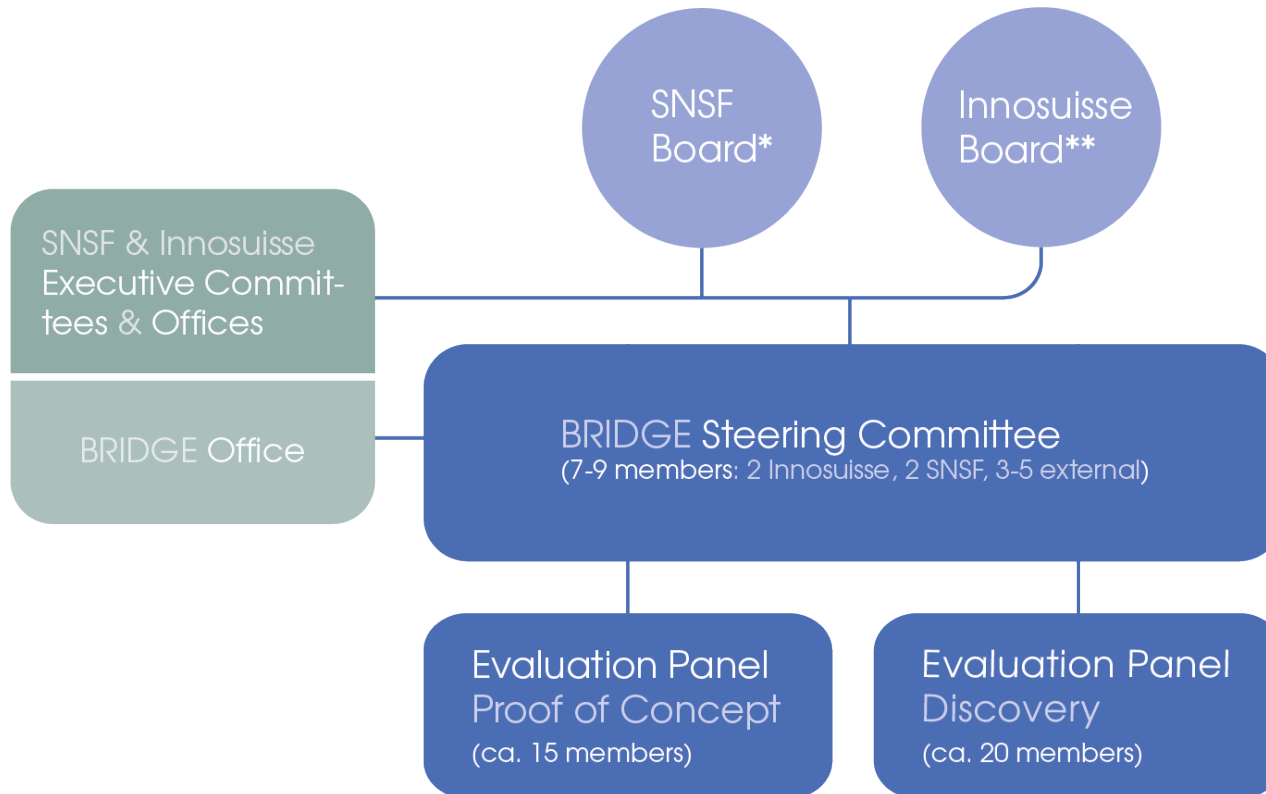 SNSF
Board*
Innosuisse
Board**
SNSF & Innosuisse
Executive Commit-
tees & Offices
BRIDGE Office
BRIDGE Steering Committee
(7-9 members: 2 Innosuisse, 2 SNSF, 3-5 external)
Evaluation Panel
Proof of Concept
(ca. 15 members)
Evaluation Panel
Discovery
(ca. 20 members)